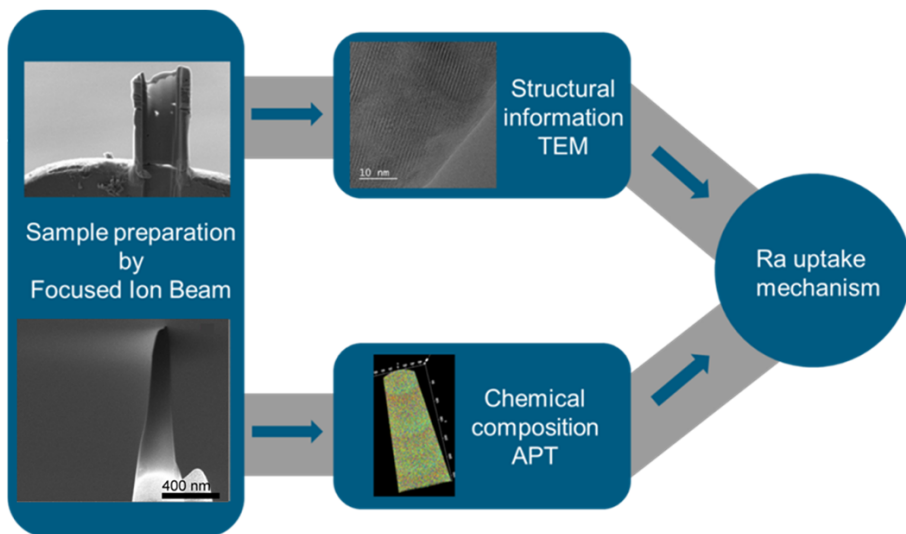 Sample preparation
by
Focused Ion Beam
400 nm
10 nm
Structural
information
TEM
Chemical
composition
APT
Ra uptake
mechanism